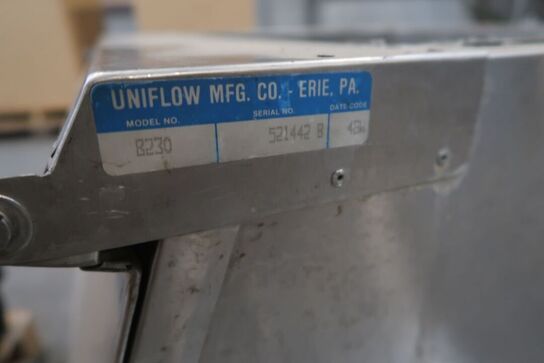 UNIFLOW MFG. CO. - ERIE, PA.
MODEL NO. SERIAL NO. DATE CODE
B230 521442 B